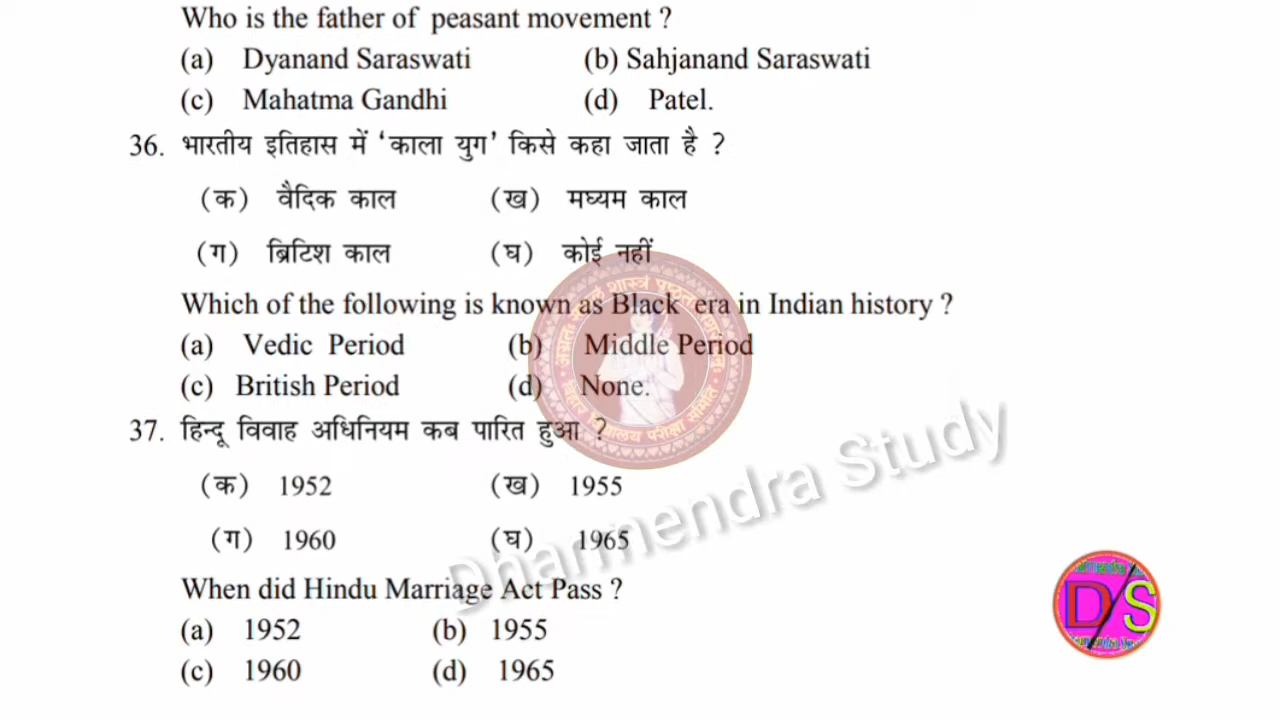 Who is the father of peasant movement ?
(a) Dyanand Saraswati (b) Sahjanand Saraswati
(c) Mahatma Gandhi (d) Patel.
36. भारतीय इतिहास में ‘काला युग’ किसे कहा जाता है ?
(क) वैदिक काल (ख) मध्यम काल
(ग) ब्रिटिश काल (घ) कोई नहीं
Which of the following is known as Black era in Indian history ?
(a) Vedic Period (b) Middle Period
(c) British Period (d) None.
37. हिन्दू विवाह अधिनियम कब पारित हुआ ?
(क) 1952 (ख) 1955
(ग) 1960 (घ) 1965
When did Hindu Marriage Act Pass ?
(a) 1952 (b) 1955
(c) 1960 (d) 1965
Dharmendra Study
D/S